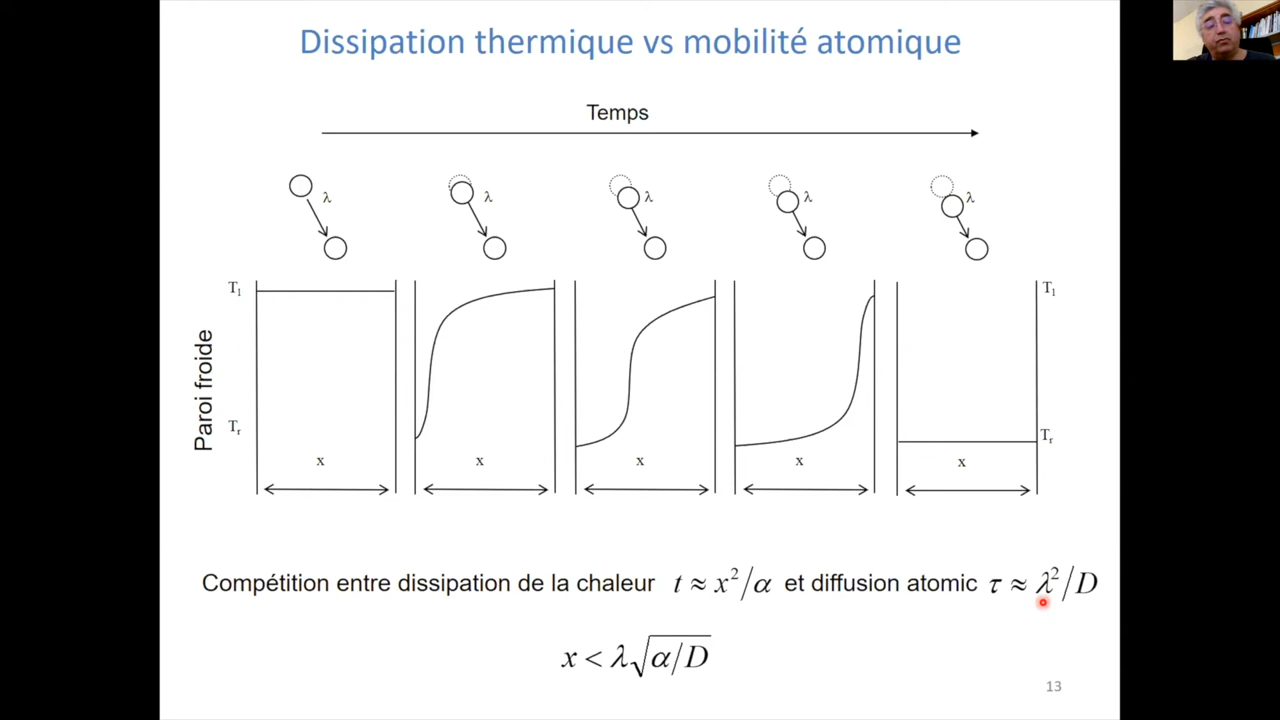 Dissipation thermique vs mobilité atomique
Temps
λ λ λ λ λ
T₁ T₁
Paroi froide
Tᵣ Tᵣ
x x x x x
Compétition entre dissipation de la chaleur t ≈ x²/α et diffusion atomic τ ≈ λ²/D
x < λ√α/D
13